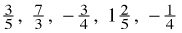 3/5, 7/3, -3/4, 1 2/5, -1/4